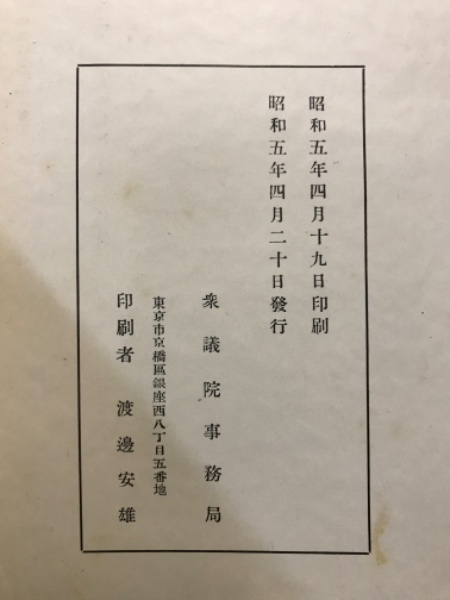 昭和五年四月十九日印刷
昭和五年四月二十日發行
衆議院事務局
東京市京橋區銀座西八丁目五番地
印刷者 渡邊安雄